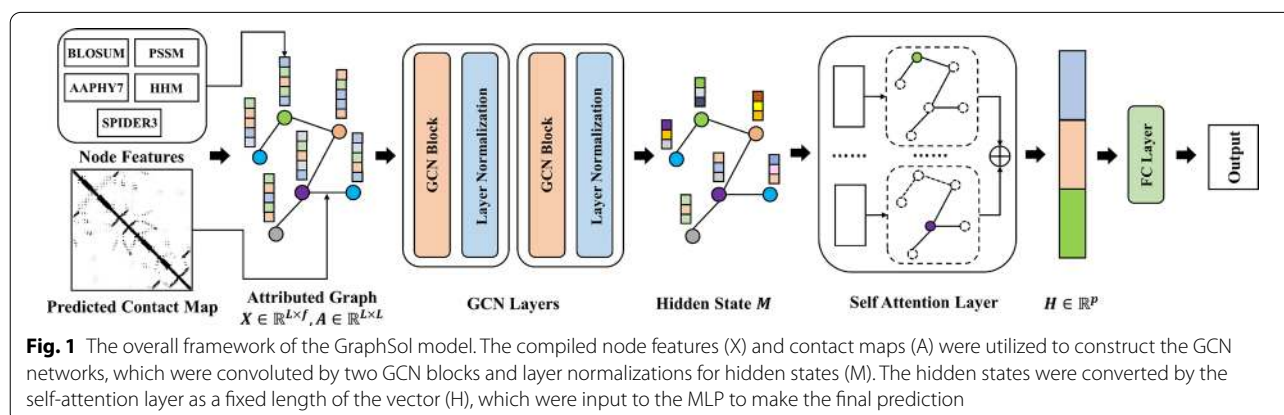 BLOSUM
PSSM
AAPHY7
HHM
SPIDER3
Node Features
Predicted Contact Map
Attributed Graph
X ∈ ℝ^{L×f}, A ∈ ℝ^{L×L}
GCN Block
Layer Normalization
GCN Block
Layer Normalization
GCN Layers
Hidden State M
......
......
Self Attention Layer
H ∈ ℝ^p
FC Layer
Output
Fig. 1 The overall framework of the GraphSol model. The compiled node features (X) and contact maps (A) were utilized to construct the GCN
networks, which were convoluted by two GCN blocks and layer normalizations for hidden states (M). The hidden states were converted by the
self-attention layer as a fixed length of the vector (H), which were input to the MLP to make the final prediction